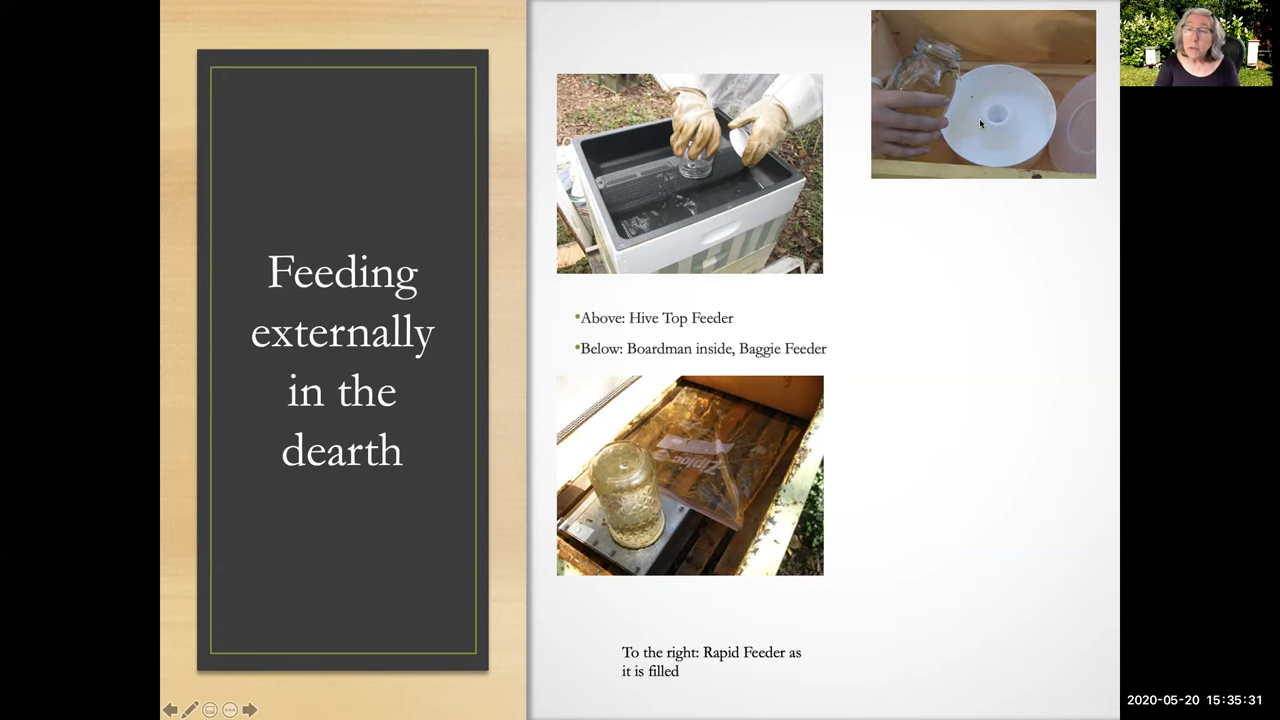 Feeding
externally
in the
dearth
•Above: Hive Top Feeder
•Below: Boardman inside, Baggie Feeder
Ziploc
To the right: Rapid Feeder as
it is filled
2020-05-20 15:35:31